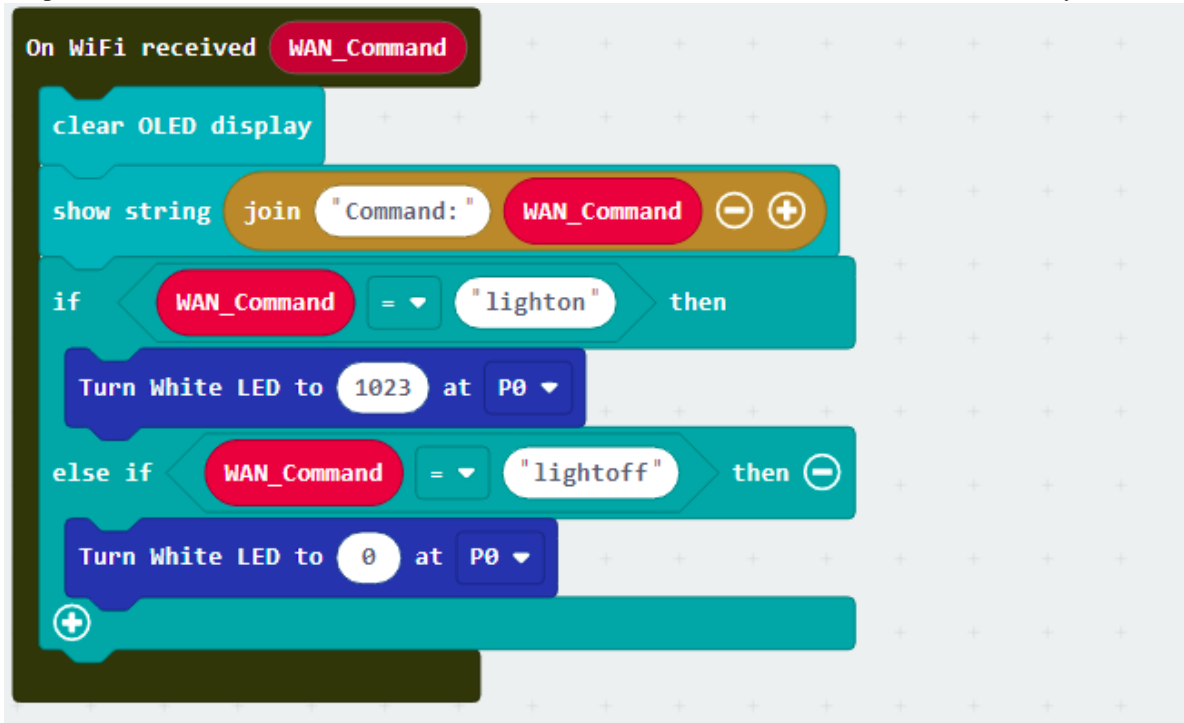 On WiFi received WAN_Command
clear OLED display
show string join "Command:" WAN_Command
if WAN_Command = "lighton" then
Turn White LED to 1023 at P0
else if WAN_Command = "lightoff" then
Turn White LED to 0 at P0